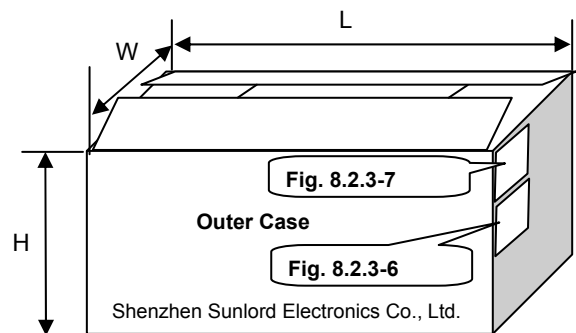 L
W
Fig. 8.2.3-7
Outer Case
H
Fig. 8.2.3-6
Shenzhen Sunlord Electronics Co., Ltd.